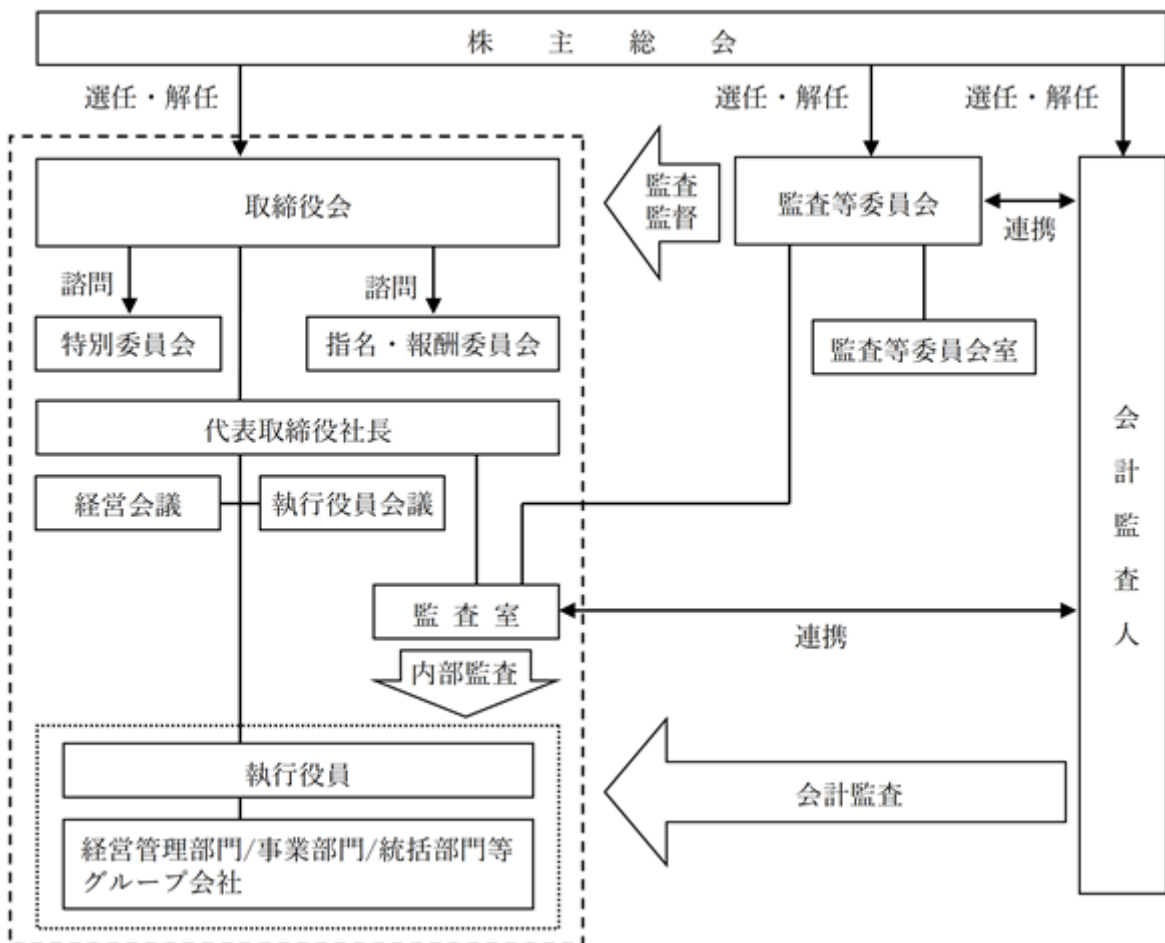 株主総会
選任・解任
選任・解任
選任・解任
取締役会
監査
監督
監査等委員会
連携
諮問
諮問
特別委員会
指名・報酬委員会
監査等委員会室
代表取締役社長
経営会議
執行役員会議
会計監査人
監査室
連携
内部監査
執行役員
会計監査
経営管理部門/事業部門/統括部門等
グループ会社